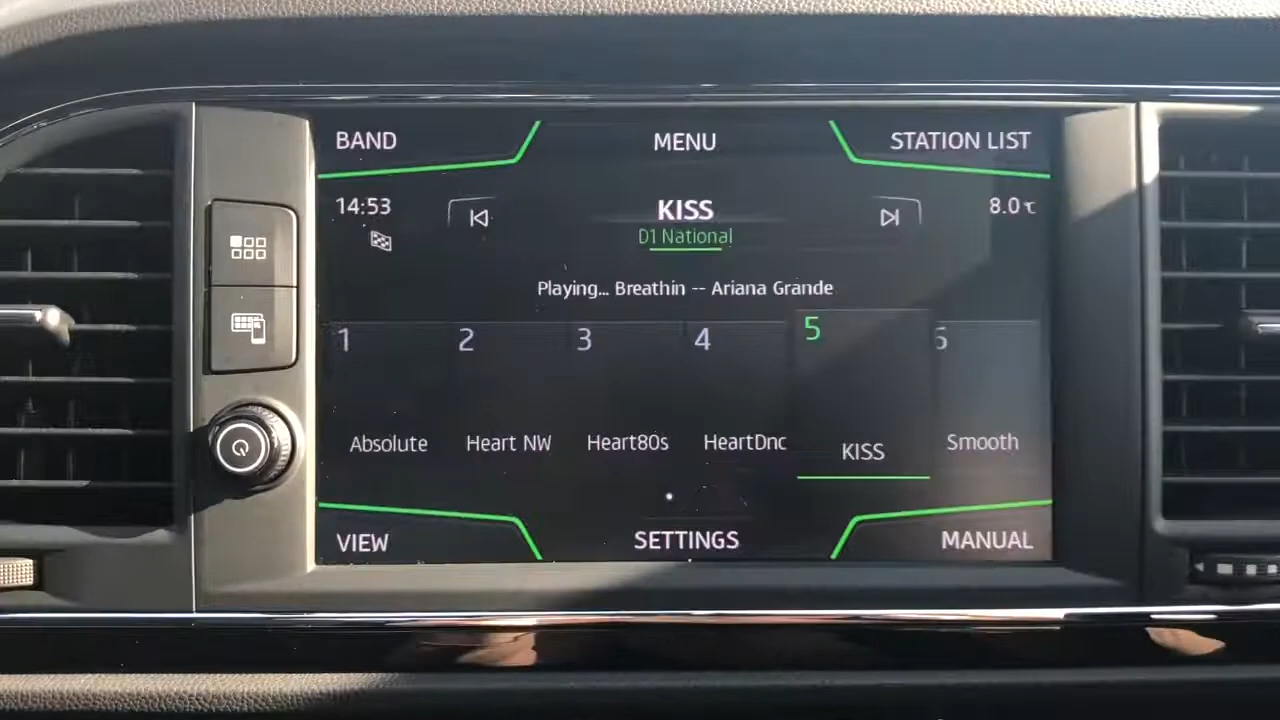 BAND MENU STATION LIST
14:53 KISS 8.0℃
D1 National
Playing... Breathin -- Ariana Grande
1 2 3 4 5 6
Absolute Heart NW Heart80s HeartDnc KISS Smooth
VIEW SETTINGS MANUAL